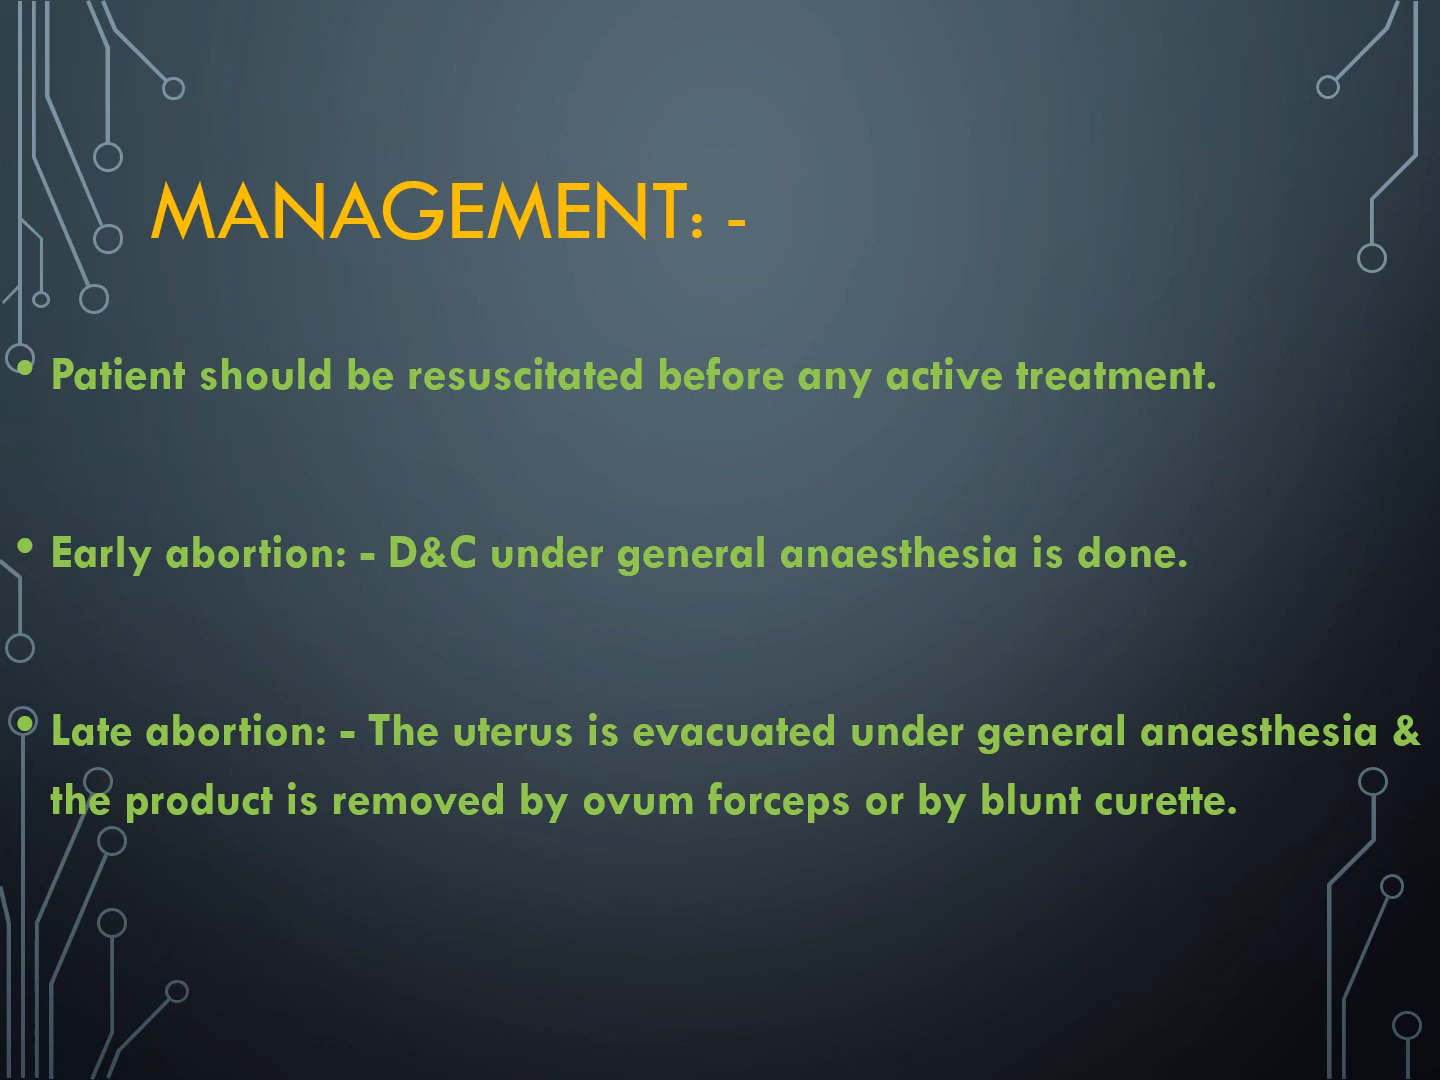 MANAGEMENT: -
• Patient should be resuscitated before any active treatment.
• Early abortion: - D&C under general anaesthesia is done.
• Late abortion: - The uterus is evacuated under general anaesthesia &
the product is removed by ovum forceps or by blunt curette.